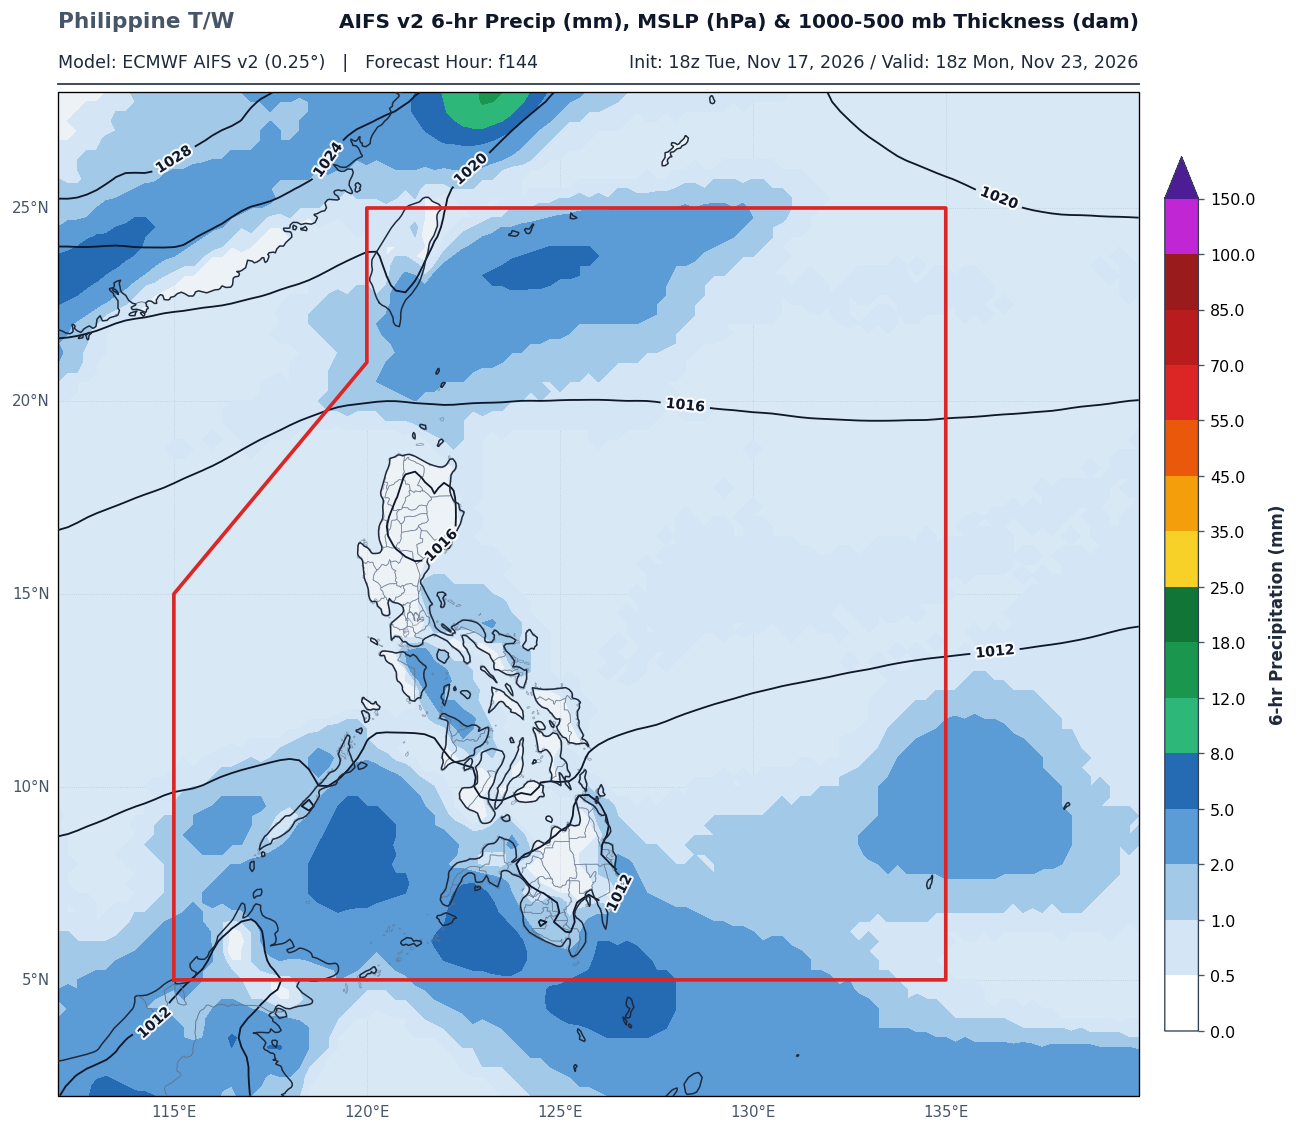 Philippine T/W
AIFS v2 6-hr Precip (mm), MSLP (hPa) & 1000-500 mb Thickness (dam)
Model: ECMWF AIFS v2 (0.25°) | Forecast Hour: f144
Init: 18z Tue, Nov 17, 2026 / Valid: 18z Mon, Nov 23, 2026
1028
1024
1020
1020
25°N
20°N
1016
1016
15°N
1012
10°N
1012
5°N
1012
115°E
120°E
125°E
130°E
135°E
150.0
100.0
85.0
70.0
55.0
45.0
35.0
25.0
18.0
12.0
8.0
5.0
2.0
1.0
0.5
0.0
6-hr Precipitation (mm)